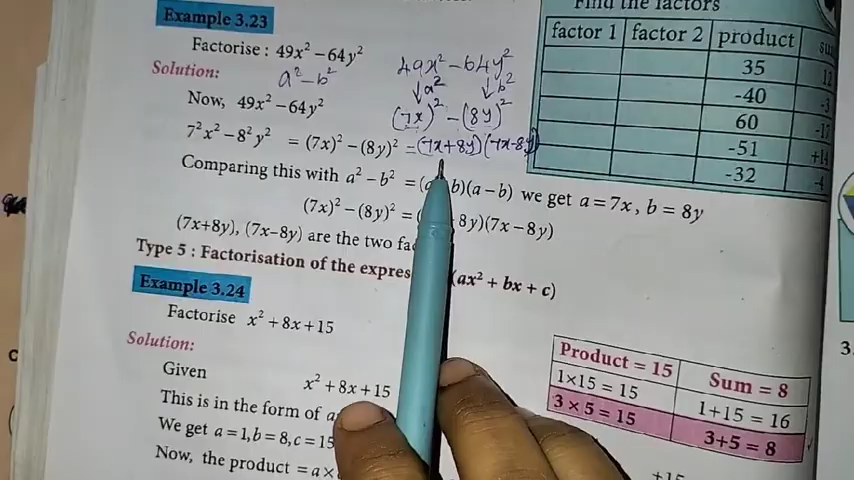 Example 3.23
Factorise : 49x² – 64y²
Solution:
a² – b²
49x² – 64y²
↓a² ↓b²
(7x)² – (8y)²
Now, 49x² – 64y²
7²x² – 8²y² = (7x)² – (8y)² = (7x+8y)(7x-8y)
Comparing this with a² – b² = (a b)(a – b) we get a = 7x, b = 8y
(7x)² – (8y)² = ( 8y)(7x – 8y)
(7x+8y), (7x–8y) are the two
Type 5 : Factorisation of the (ax² + bx + c)
Example 3.24
Factorise x² + 8x + 15
Solution:
Given x² + 8x + 15
This is in the form of
We get a = 1, b = 8, c = 15
Now, the product = a ×
Find the factors
factor 1 factor 2 product
35
-40
60
-51
-32
Product = 15 Sum = 8
1×15 = 15 1+15 = 16
3 × 5 = 15 3+5 = 8
+15
3